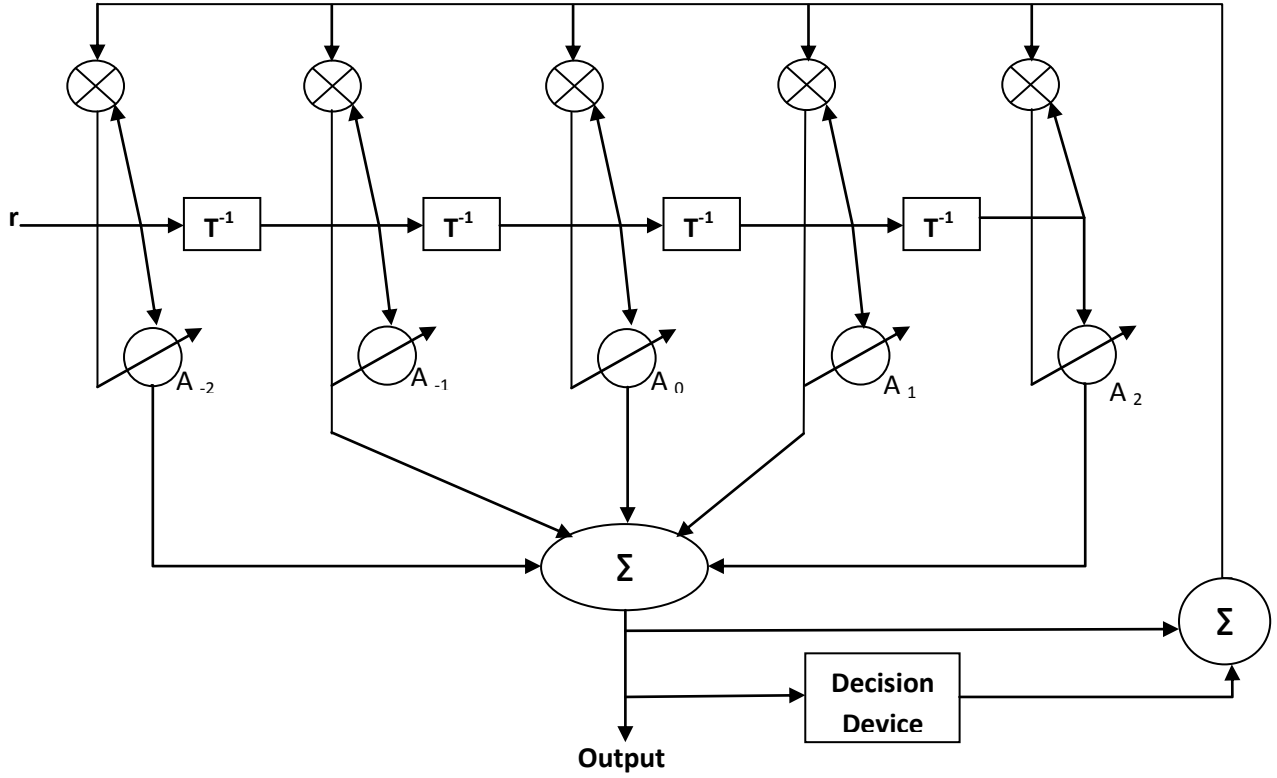 r
T⁻¹
T⁻¹
T⁻¹
T⁻¹
A ₋₂
A ₋₁
A ₀
A ₁
A ₂
Σ
Σ
Decision
Device
Output